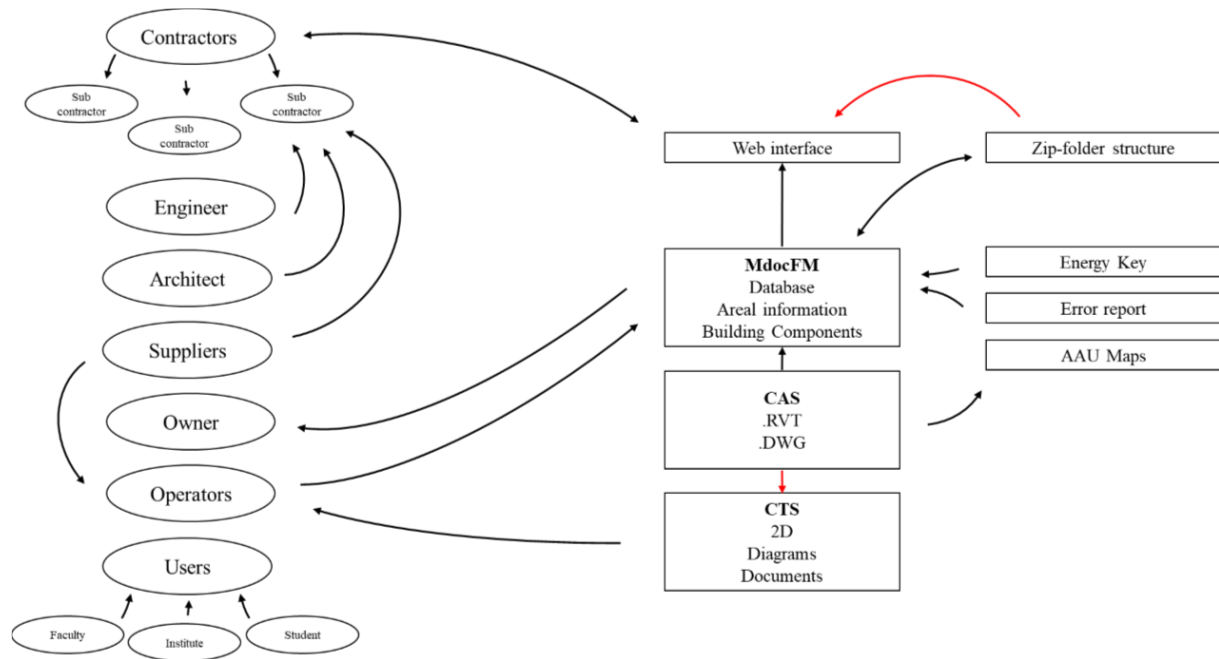 Contractors
Sub
contractor
Sub
contractor
Sub
contractor
Engineer
Architect
Suppliers
Owner
Operators
Users
Faculty
Institute
Student
Web interface
Zip-folder structure
MdocFM
Database
Areal information
Building Components
Energy Key
Error report
AAU Maps
CAS
.RVT
.DWG
CTS
2D
Diagrams
Documents